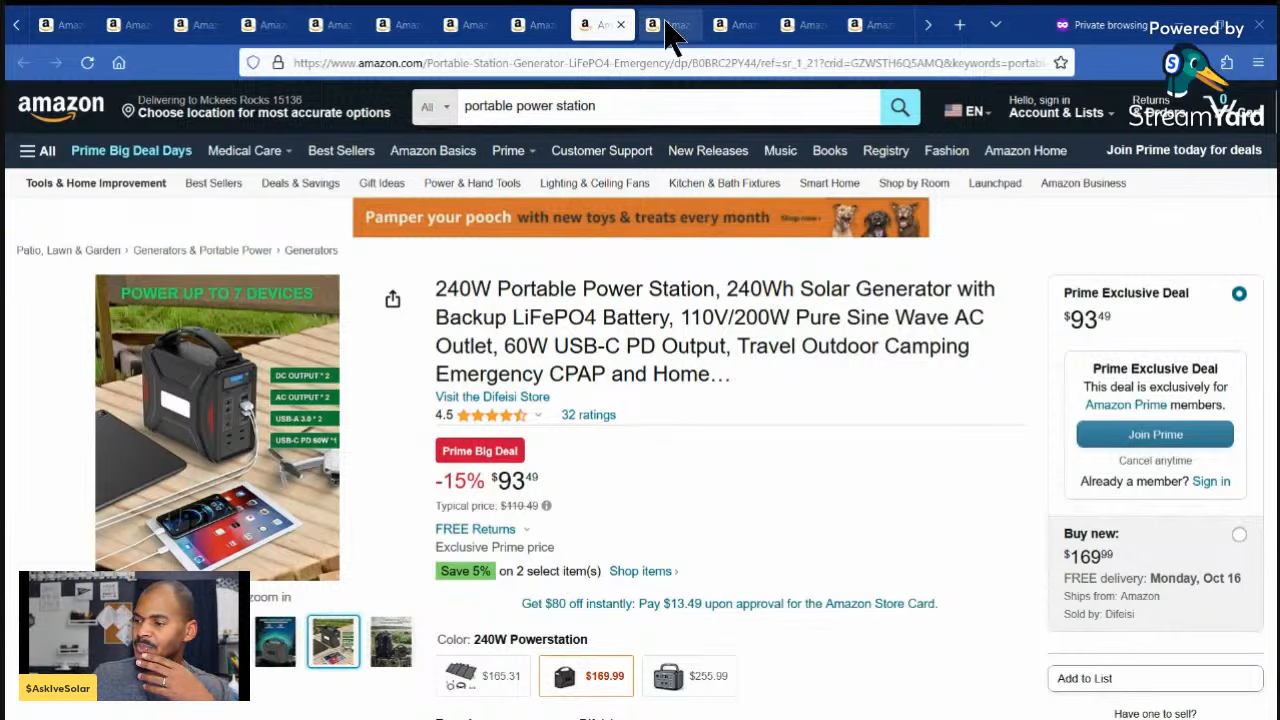 Private browsing
Powered by
StreamYard
https://www.amazon.com/Portable-Station-Generator-LiFePO4-Emergency/dp/B0BRC2PY44/ref=sr_1_21?crid=GZWSTH6Q5AMQ&keywords=portabl
amazon
Delivering to Mckees Rocks 15136
Choose location for most accurate options
All
portable power station
EN
Hello, sign in
Account & Lists
Returns
0
All
Prime Big Deal Days
Medical Care
Best Sellers
Amazon Basics
Prime
Customer Support
New Releases
Music
Books
Registry
Fashion
Amazon Home
Join Prime today for deals
Tools & Home Improvement
Best Sellers
Deals & Savings
Gift Ideas
Power & Hand Tools
Lighting & Ceiling Fans
Kitchen & Bath Fixtures
Smart Home
Shop by Room
Launchpad
Amazon Business
Pamper your pooch with new toys & treats every month
Shop now ›
Patio, Lawn & Garden › Generators & Portable Power › Generators
POWER UP TO 7 DEVICES
DC OUTPUT * 2
AC OUTPUT * 2
USB-A 3.0 * 2
USB-C PD 60W *1
240W Portable Power Station, 240Wh Solar Generator with
Backup LiFePO4 Battery, 110V/200W Pure Sine Wave AC
Outlet, 60W USB-C PD Output, Travel Outdoor Camping
Emergency CPAP and Home…
Visit the Difeisi Store
4.5
32 ratings
Prime Big Deal
-15% $93 49
Typical price: $110.49
FREE Returns
Exclusive Prime price
Save 5% on 2 select item(s) Shop items ›
Get $80 off instantly: Pay $13.49 upon approval for the Amazon Store Card.
Color: 240W Powerstation
$165.31
$169.99
$255.99
zoom in
$AskIveSolar
Prime Exclusive Deal
$93 49
Prime Exclusive Deal
This deal is exclusively for
Amazon Prime members.
Join Prime
Cancel anytime
Already a member? Sign in
Buy new:
$169 99
FREE delivery: Monday, Oct 16
Ships from: Amazon
Sold by: Difeisi
Add to List
Have one to sell?